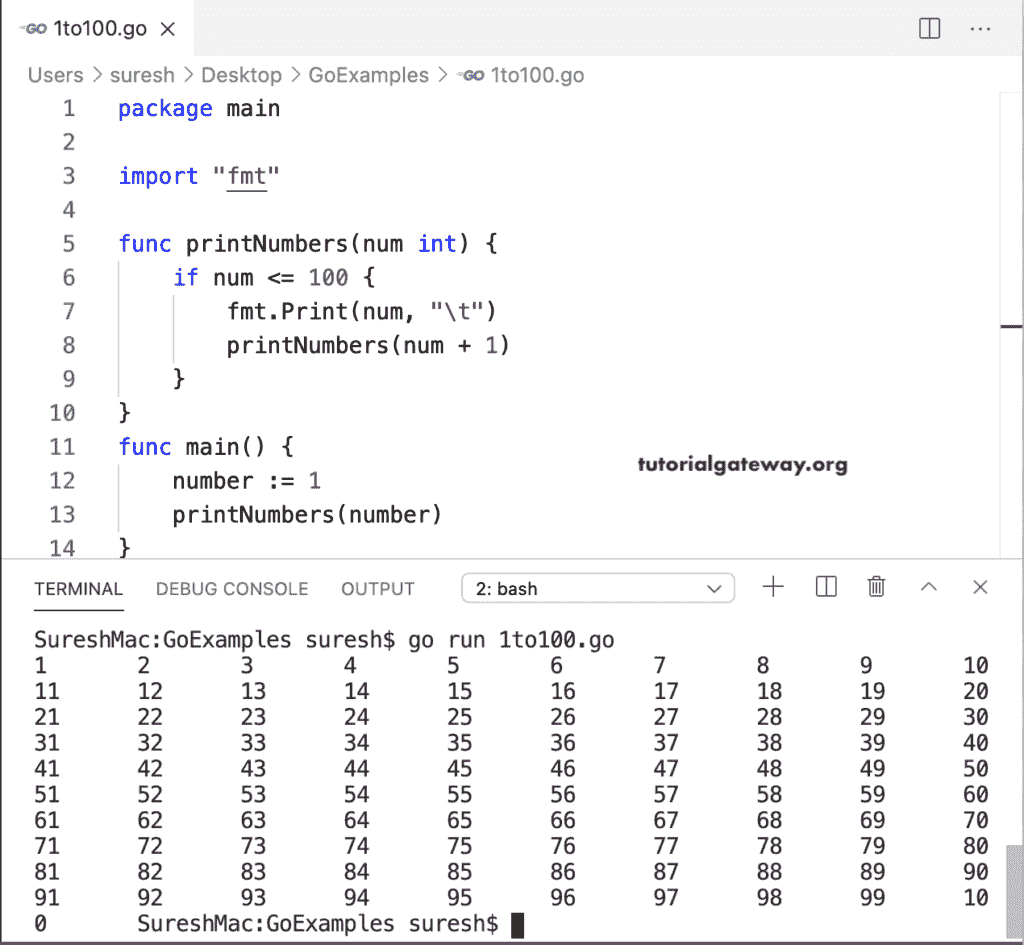 GO 1to100.go
Users > suresh > Desktop > GoExamples > GO 1to100.go
1 package main
2
3 import "fmt"
4
5 func printNumbers(num int) {
6     if num <= 100 {
7         fmt.Print(num, "\t")
8         printNumbers(num + 1)
9     }
10 }
11 func main() {
12     number := 1
13     printNumbers(number)
14 }
tutorialgateway.org
TERMINAL DEBUG CONSOLE OUTPUT 2: bash
SureshMac:GoExamples suresh$ go run 1to100.go
1 2 3 4 5 6 7 8 9 10
11 12 13 14 15 16 17 18 19 20
21 22 23 24 25 26 27 28 29 30
31 32 33 34 35 36 37 38 39 40
41 42 43 44 45 46 47 48 49 50
51 52 53 54 55 56 57 58 59 60
61 62 63 64 65 66 67 68 69 70
71 72 73 74 75 76 77 78 79 80
81 82 83 84 85 86 87 88 89 90
91 92 93 94 95 96 97 98 99 10
0 SureshMac:GoExamples suresh$